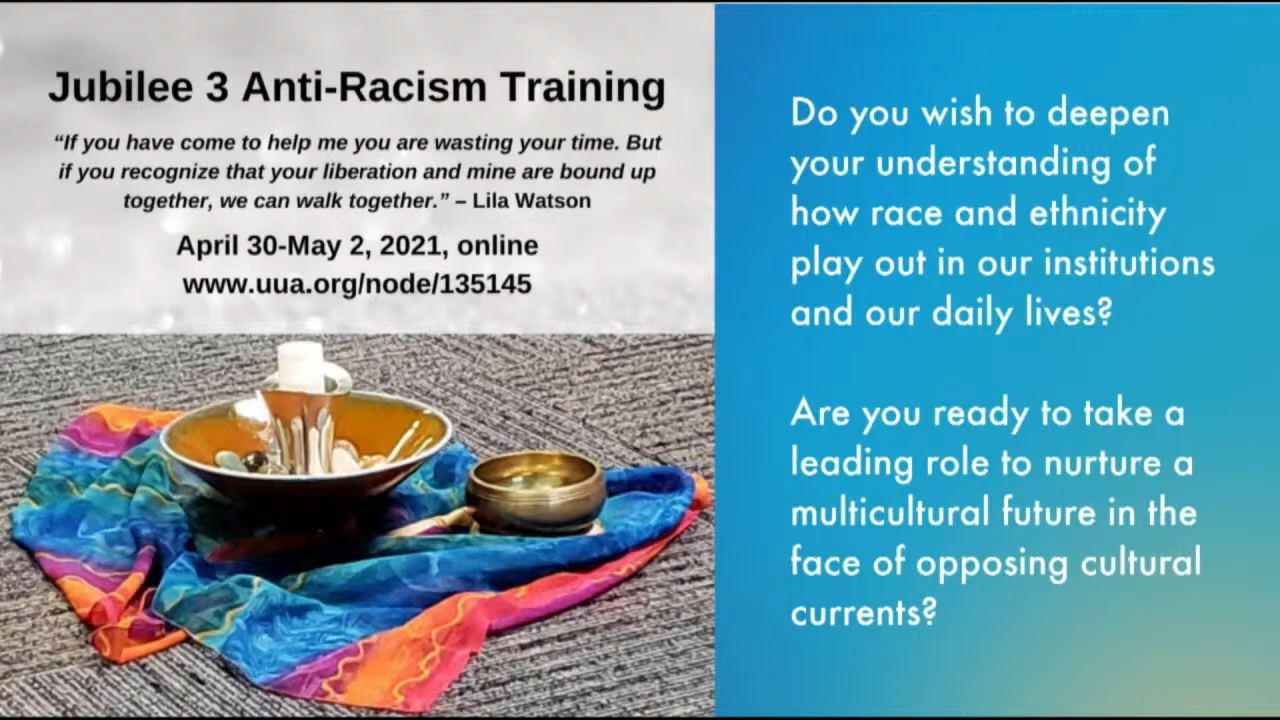 Jubilee 3 Anti-Racism Training
“If you have come to help me you are wasting your time. But
if you recognize that your liberation and mine are bound up
together, we can walk together.” – Lila Watson
April 30-May 2, 2021, online
www.uua.org/node/135145
Do you wish to deepen
your understanding of
how race and ethnicity
play out in our institutions
and our daily lives?
Are you ready to take a
leading role to nurture a
multicultural future in the
face of opposing cultural
currents?